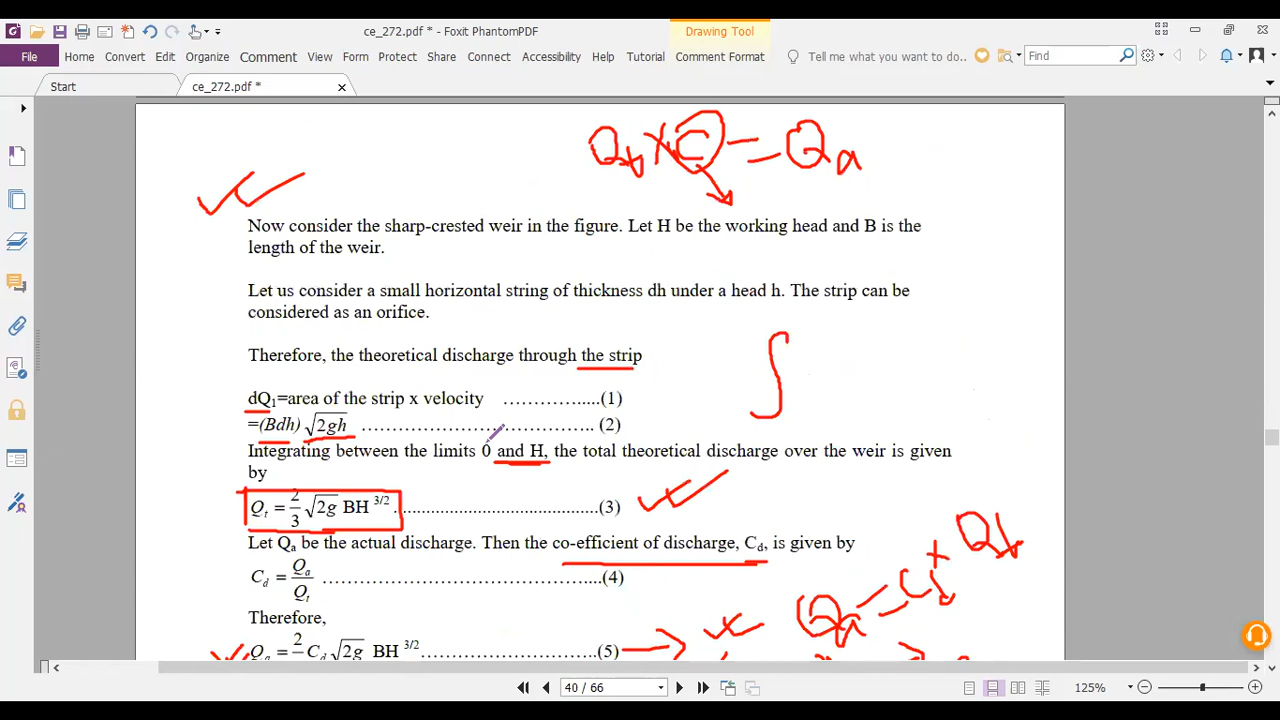 ce_272.pdf * - Foxit PhantomPDF
Drawing Tool
File Home Convert Edit Organize Comment View Form Protect Share Connect Accessibility Help Tutorial Comment Format Tell me what you want to do.. Find
Start ce_272.pdf *
Qt x C = Qa
Now consider the sharp-crested weir in the figure. Let H be the working head and B is the
length of the weir.
Let us consider a small horizontal string of thickness dh under a head h. The strip can be
considered as an orifice.
Therefore, the theoretical discharge through the strip
∫
dQ₁=area of the strip x velocity …………......(1)
=(Bdh) √2gh ………………………….. (2)
Integrating between the limits 0 and H, the total theoretical discharge over the weir is given
by
Qt = 2/3 √2g BH 3/2 ................................................(3)
Let Qa be the actual discharge. Then the co-efficient of discharge, Cd, is given by
Cd = Qa/Qt ………………………………...(4)
Qa = Cd x Qt
Therefore,
Qa = 2/ Cd √2g BH 3/2 ……………………(5)
40 / 66
125%